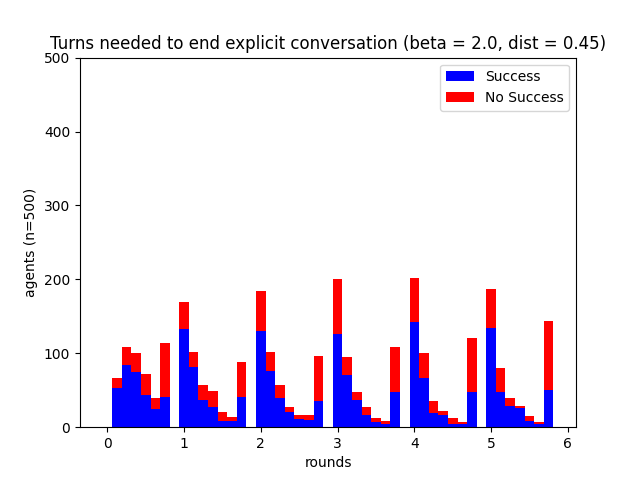 Turns needed to end explicit conversation (beta = 2.0, dist = 0.45)
500
400
300
200
100
0
agents (n=500)
Success
No Success
0 1 2 3 4 5 6
rounds